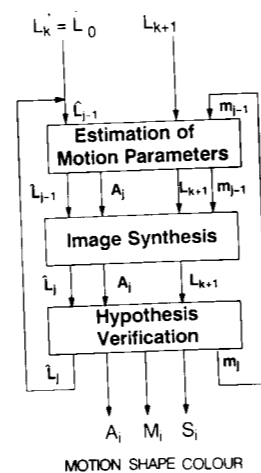 L*k = L̂0 Lk+1
L̂j-1 mj-1
Estimation of
Motion Parameters
L̂j-1 Aj Lk+1 mj-1
Image Synthesis
L̂j Aj Lk+1
Hypothesis
Verification
L̂j mj
Ai Mi Si
MOTION SHAPE COLOUR